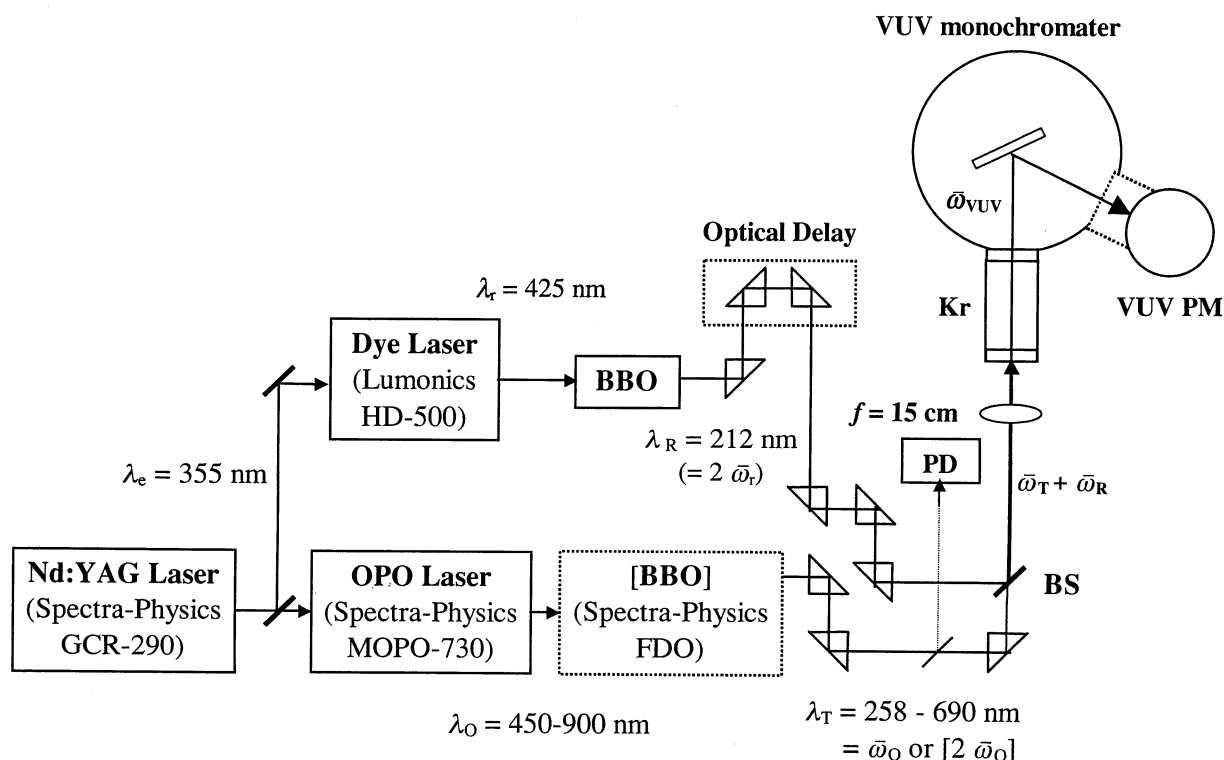 VUV monochromater
ω̄VUV
Optical Delay
Kr
VUV PM
λr = 425 nm
Dye Laser
(Lumonics
HD-500)
BBO
f = 15 cm
λR = 212 nm
(= 2 ω̄r)
PD
λe = 355 nm
ω̄T + ω̄R
Nd:YAG Laser
(Spectra-Physics
GCR-290)
OPO Laser
(Spectra-Physics
MOPO-730)
[BBO]
(Spectra-Physics
FDO)
BS
λO = 450-900 nm
λT = 258 - 690 nm
= ω̄O or [2 ω̄O]